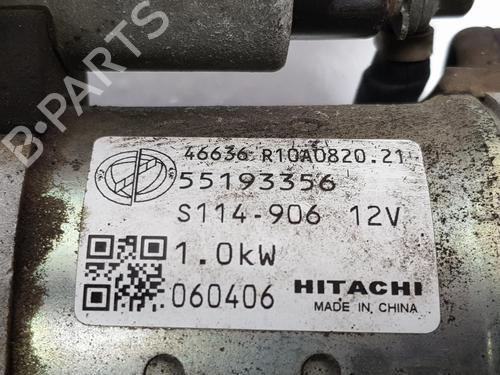 B-PARTS
46636 R10A0820.21
55193356
S114-906 12V
1.0kW
060406 HITACHI
MADE IN CHINA